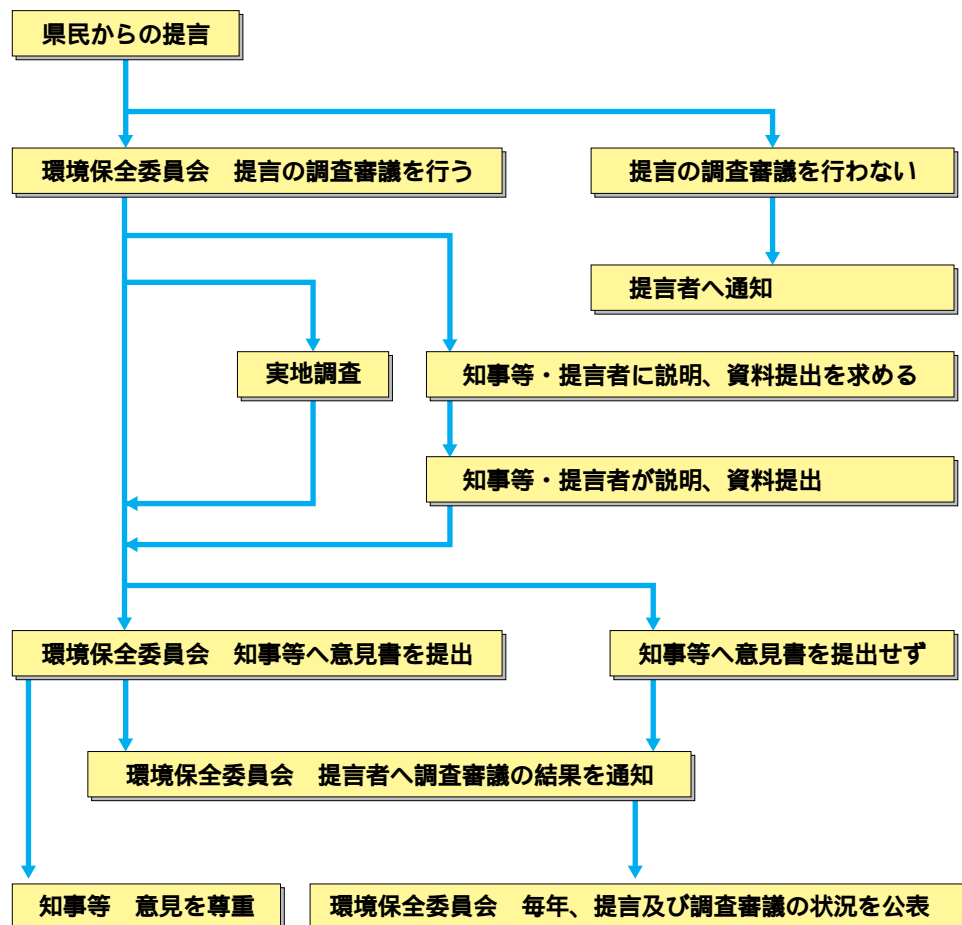 県民からの提言
環境保全委員会　提言の調査審議を行う
提言の調査審議を行わない
提言者へ通知
実地調査
知事等・提言者に説明、資料提出を求める
知事等・提言者が説明、資料提出
環境保全委員会　知事等へ意見書を提出
知事等へ意見書を提出せず
環境保全委員会　提言者へ調査審議の結果を通知
知事等　意見を尊重
環境保全委員会　毎年、提言及び調査審議の状況を公表